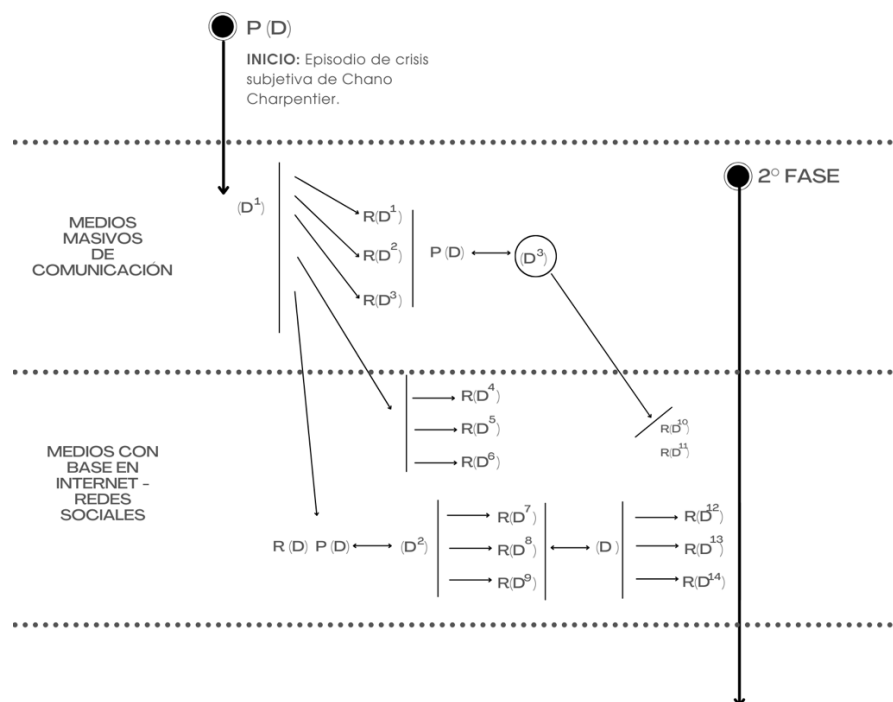 P (D)
INICIO: Episodio de crisis
subjetiva de Chano
Charpentier.
2° FASE
MEDIOS
MASIVOS
DE
COMUNICACIÓN
(D¹)
R(D¹)
R(D²)
R(D³)
P (D)
(D³)
MEDIOS CON
BASE EN
INTERNET -
REDES
SOCIALES
R(D⁴)
R(D⁵)
R(D⁶)
R(D¹⁰)
R(D¹¹)
R (D) P (D)
(D²)
R(D⁷)
R(D⁸)
R(D⁹)
(D )
R(D¹²)
R(D¹³)
R(D¹⁴)